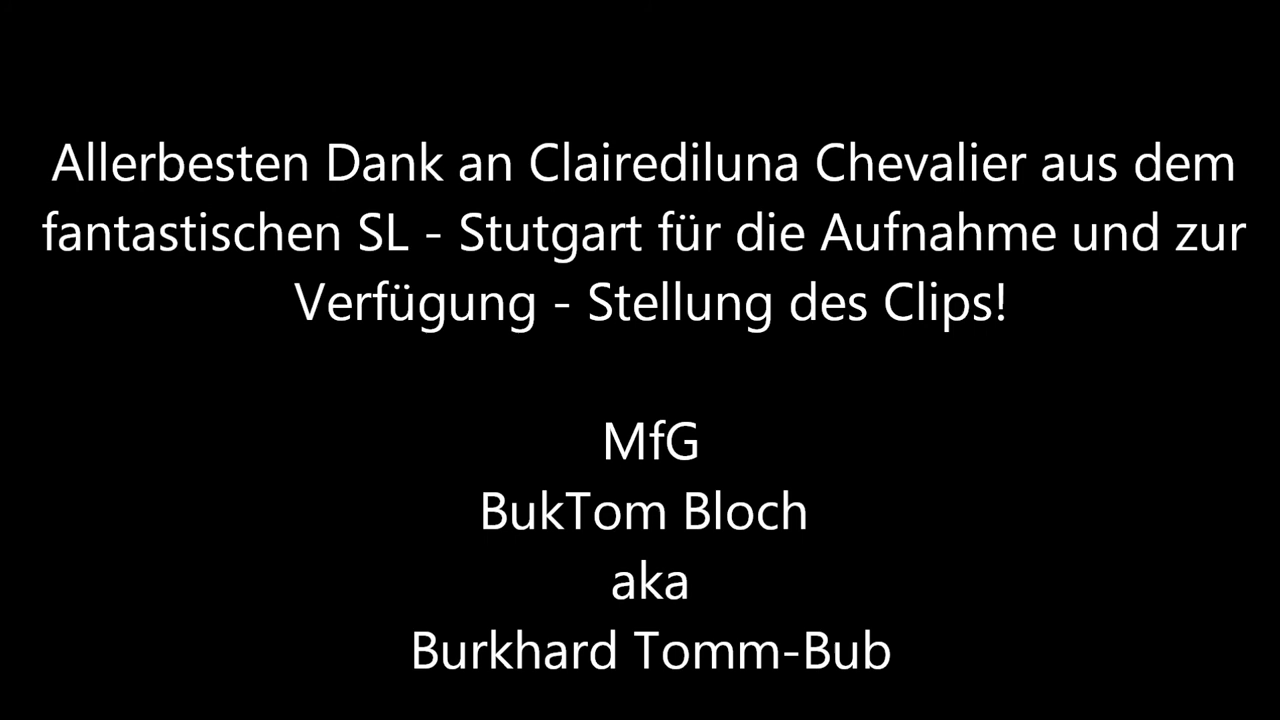 Allerbesten Dank an Clairediluna Chevalier aus dem
fantastischen SL - Stutgart für die Aufnahme und zur
Verfügung - Stellung des Clips!
MfG
BukTom Bloch
aka
Burkhard Tomm-Bub